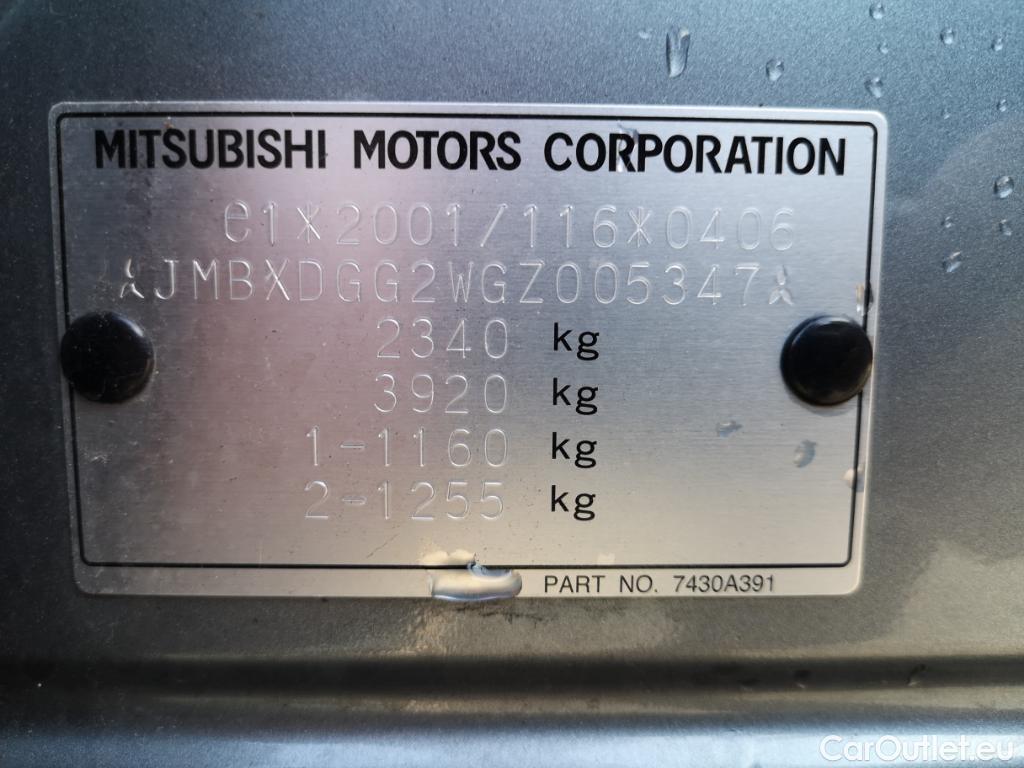 MITSUBISHI MOTORS CORPORATION
e1*2001/116*0406
JMBXDGG2WGZ005347
2340 kg
3920 kg
1-1160 kg
2-1255 kg
PART NO. 7430A391
CarOutlet.eu